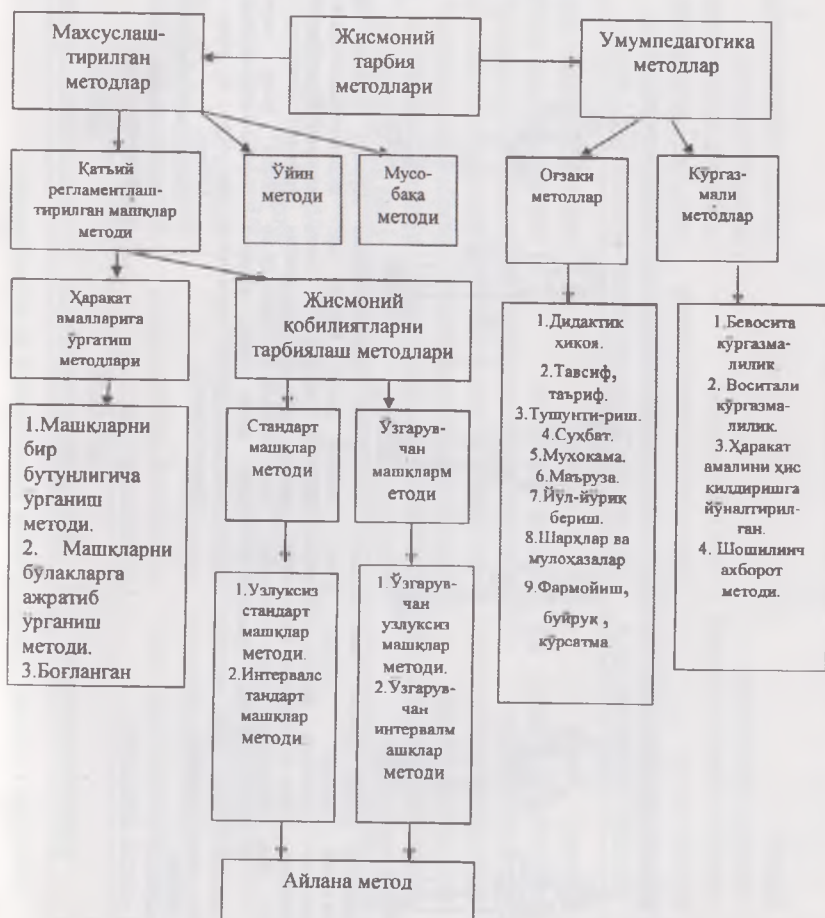 Махсуслаш-
тирилган
методлар
Жисмоний
тарбия
методлари
Умумпедагогика
методлар
Қатъий
регламентлаш-
тирилган машқлар
методи
Ўйин
методи
Мусо-
бака
методи
Оғзаки
методлар
Кўргаз-
мали
методлар
Ҳаракат
амалларига
ўргатиш
методлари
Жисмоний
қобилиятларни
тарбиялаш методлари
1.Машқларни
бир
бутунлигича
урганиш
методи.
2. Машқларни
булакларга
ажратиб
ўрганиш
методи.
3.Боғланган
Стандарт
машқлар
методи
Ўзгарув-
чан
машқларм
етоди
1.Узлуксиз
стандарт
машқлар
методи.
2.Интервалс
тандарт
машқлар
методи
1.Ўзгарув-
чан
узлуксиз
машқлар
методи.
2.Узгарув-
чан
интервалм
ашқлар
методи
Айлана метод
1.Дидактик
ҳикоя.
2.Тавсиф,
таъриф.
3.Тушунти-риш.
4.Суҳбат.
5.Мухокама.
6.Маъруза.
7.Йўл-йўриқ
бериш.
8.Шарҳлар ва
мулоҳазалар
9.Фармойиш,
буйруқ ,
кўрсатма
1.Бевосита
кўргазма-
лилик
2. Воситали
кўргазма-
лилик.
3.Ҳаракат
амалини ҳис
қилдиришга
йўналтирил-
ган.
4. Шошилинч
ахборот
методи.